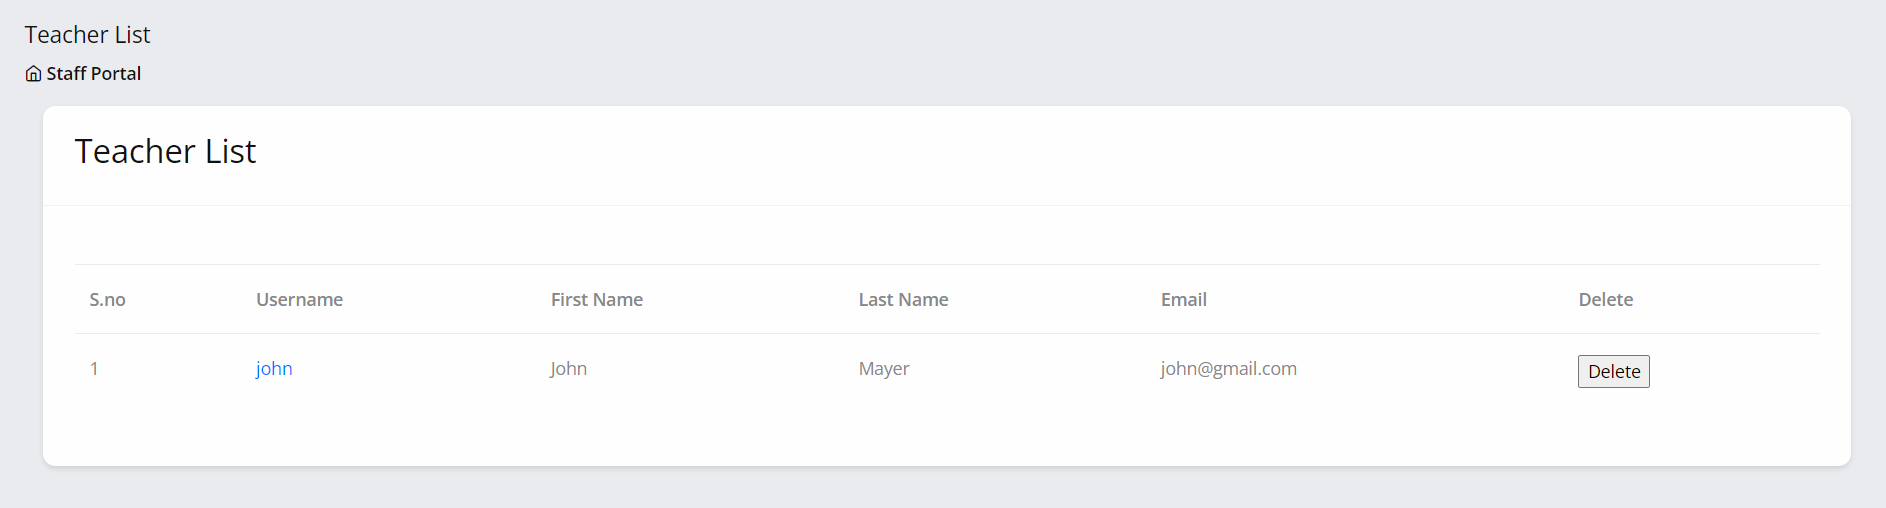 Teacher List
Staff Portal
Teacher List
S.no Username First Name Last Name Email Delete
1 john John Mayer john@gmail.com Delete